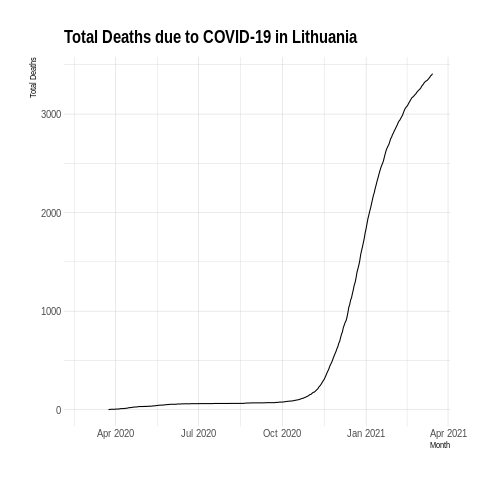 Total Deaths due to COVID-19 in Lithuania
Total Deaths
3000
2000
1000
0
Apr 2020 Jul 2020 Oct 2020 Jan 2021 Apr 2021
Month